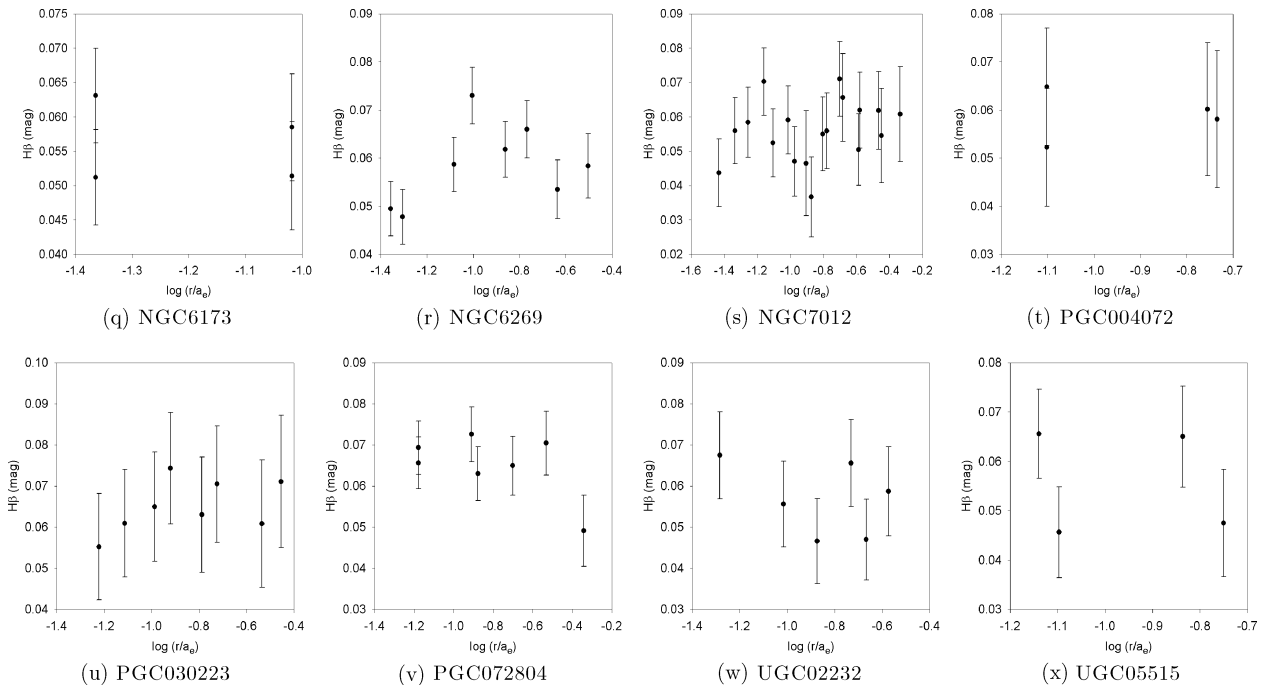 0.075
0.070
0.065
0.060
0.055
0.050
0.045
0.040
Hβ (mag)
-1.4 -1.3 -1.2 -1.1 -1.0
log (r/ae)
(q) NGC6173
0.09
0.08
0.07
0.06
0.05
0.04
Hβ (mag)
-1.4 -1.2 -1.0 -0.8 -0.6 -0.4
log (r/ae)
(r) NGC6269
0.09
0.08
0.07
0.06
0.05
0.04
0.03
0.02
Hβ (mag)
-1.6 -1.4 -1.2 -1.0 -0.8 -0.6 -0.4 -0.2
log (r/ae)
(s) NGC7012
0.08
0.07
0.06
0.05
0.04
0.03
Hβ (mag)
-1.2 -1.1 -1.0 -0.9 -0.8 -0.7
log (r/ae)
(t) PGC004072
0.10
0.09
0.08
0.07
0.06
0.05
0.04
Hβ (mag)
-1.4 -1.2 -1.0 -0.8 -0.6 -0.4
log (r/ae)
(u) PGC030223
0.09
0.08
0.07
0.06
0.05
0.04
0.03
Hβ (mag)
-1.4 -1.2 -1.0 -0.8 -0.6 -0.4 -0.2
log (r/ae)
(v) PGC072804
0.09
0.08
0.07
0.06
0.05
0.04
0.03
Hβ (mag)
-1.4 -1.2 -1.0 -0.8 -0.6 -0.4
log (r/ae)
(w) UGC02232
0.08
0.07
0.06
0.05
0.04
0.03
Hβ (mag)
-1.2 -1.1 -1.0 -0.9 -0.8 -0.7
log (r/ae)
(x) UGC05515